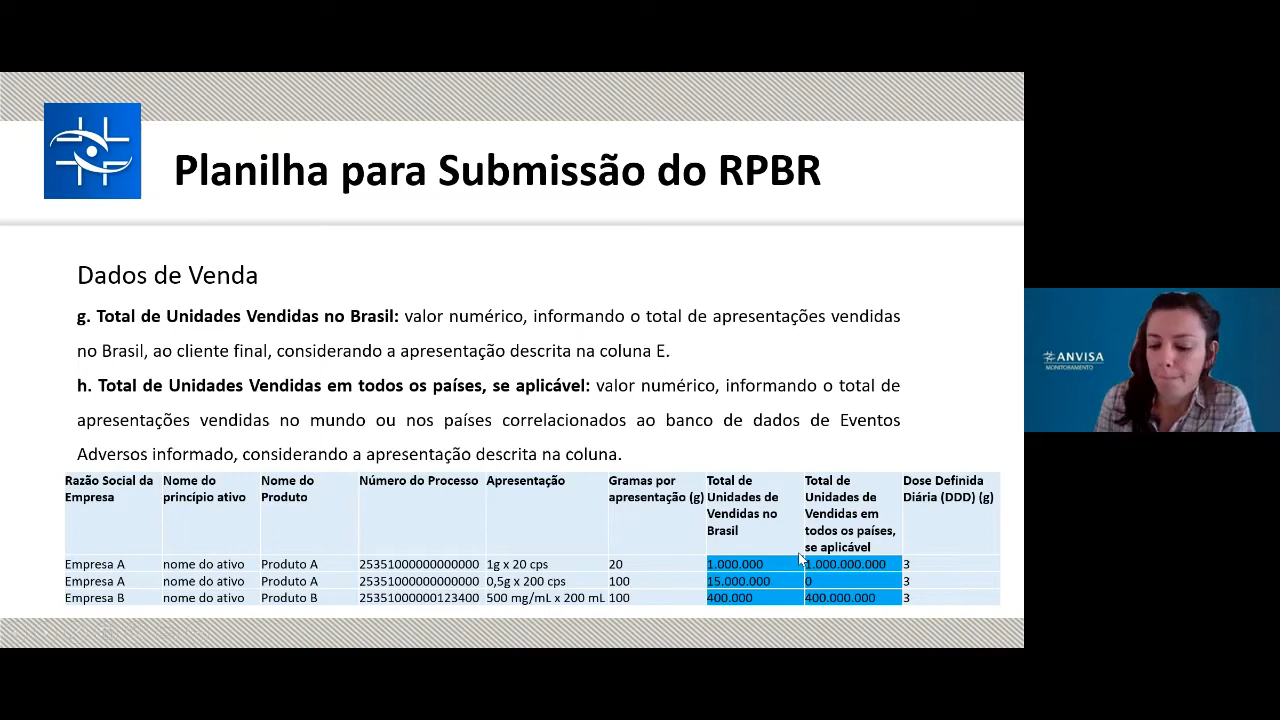 Planilha para Submissão do RPBR
Dados de Venda
g. Total de Unidades Vendidas no Brasil: valor numérico, informando o total de apresentações vendidas
no Brasil, ao cliente final, considerando a apresentação descrita na coluna E.
h. Total de Unidades Vendidas em todos os países, se aplicável: valor numérico, informando o total de
apresentações vendidas no mundo ou nos países correlacionados ao banco de dados de Eventos
Adversos informado, considerando a apresentação descrita na coluna.
Razão Social da Empresa | Nome do princípio ativo | Nome do Produto | Número do Processo | Apresentação | Gramas por apresentação (g) | Total de Unidades de Vendidas no Brasil | Total de Unidades de Vendidas em todos os países, se aplicável | Dose Definida Diária (DDD) (g)
Empresa A | nome do ativo | Produto A | 25351000000000000 | 1g x 20 cps | 20 | 1.000.000 | 1.000.000.000 | 3
Empresa A | nome do ativo | Produto A | 25351000000000000 | 0,5g x 200 cps | 100 | 15.000.000 | 0 | 3
Empresa B | nome do ativo | Produto B | 25351000000123400 | 500 mg/mL x 200 mL | 100 | 400.000 | 400.000.000 | 3
ANVISA
MONITORAMENTO